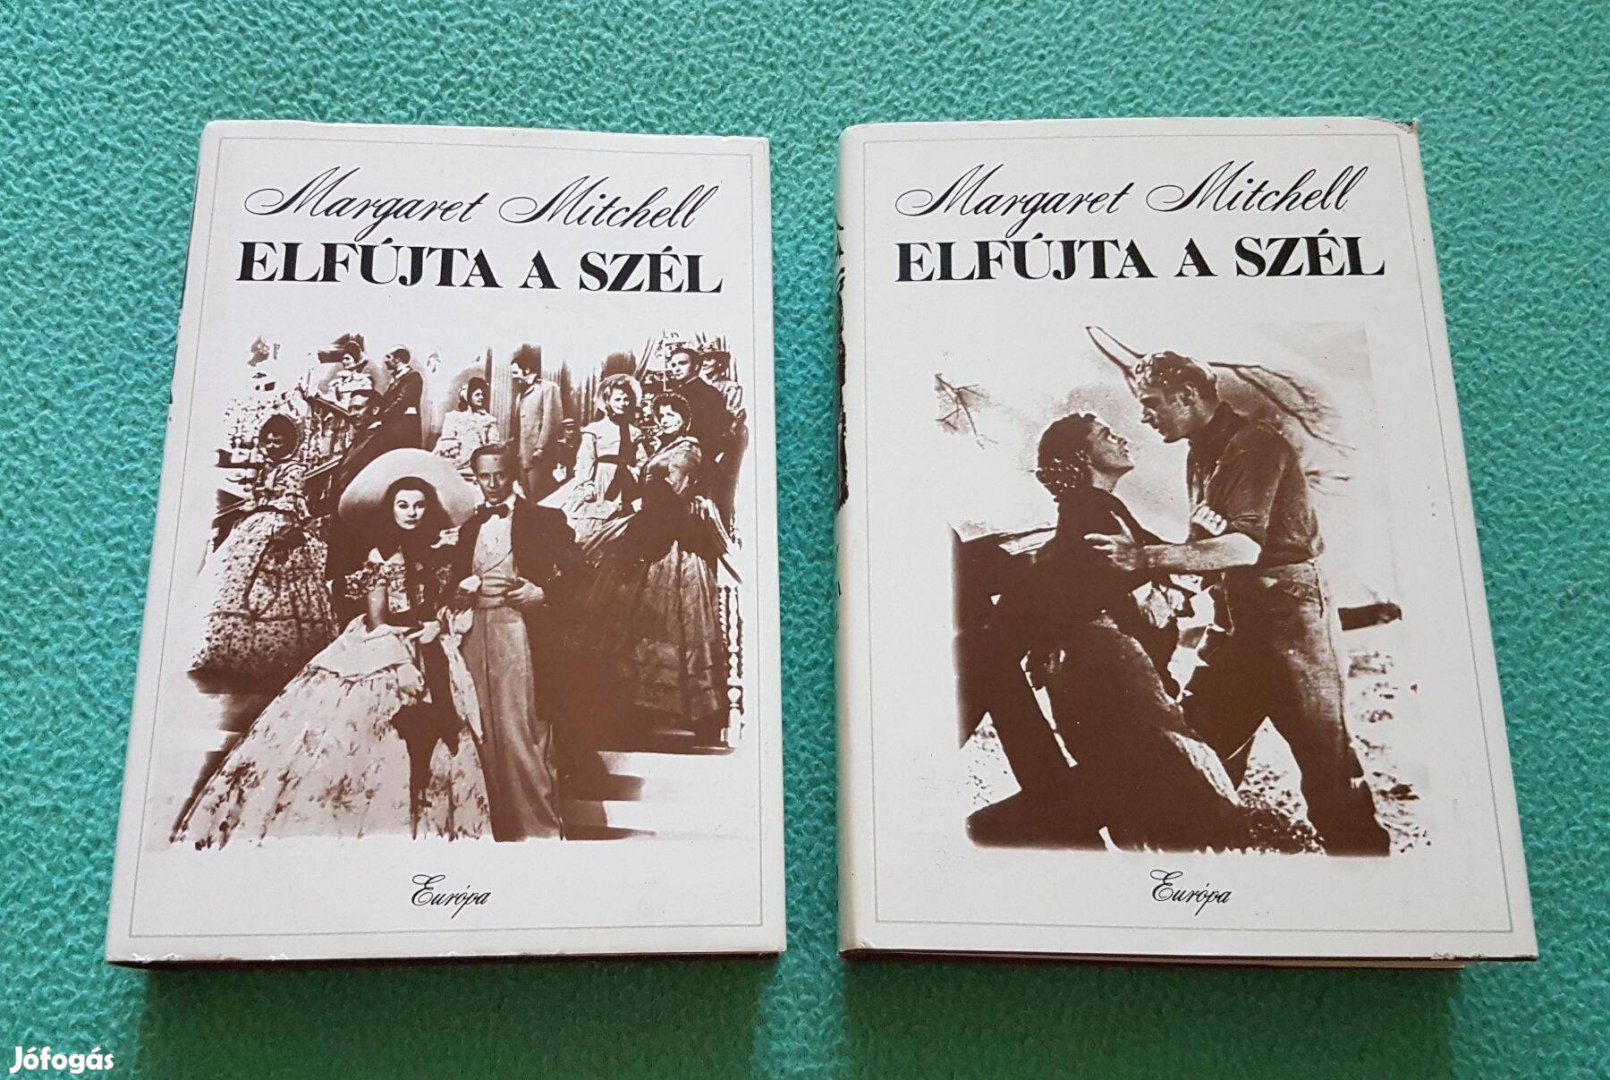 Margaret Mitchell
ELFÚJTA A SZÉL
Európa
Margaret Mitchell
ELFÚJTA A SZÉL
Európa
Jófogás